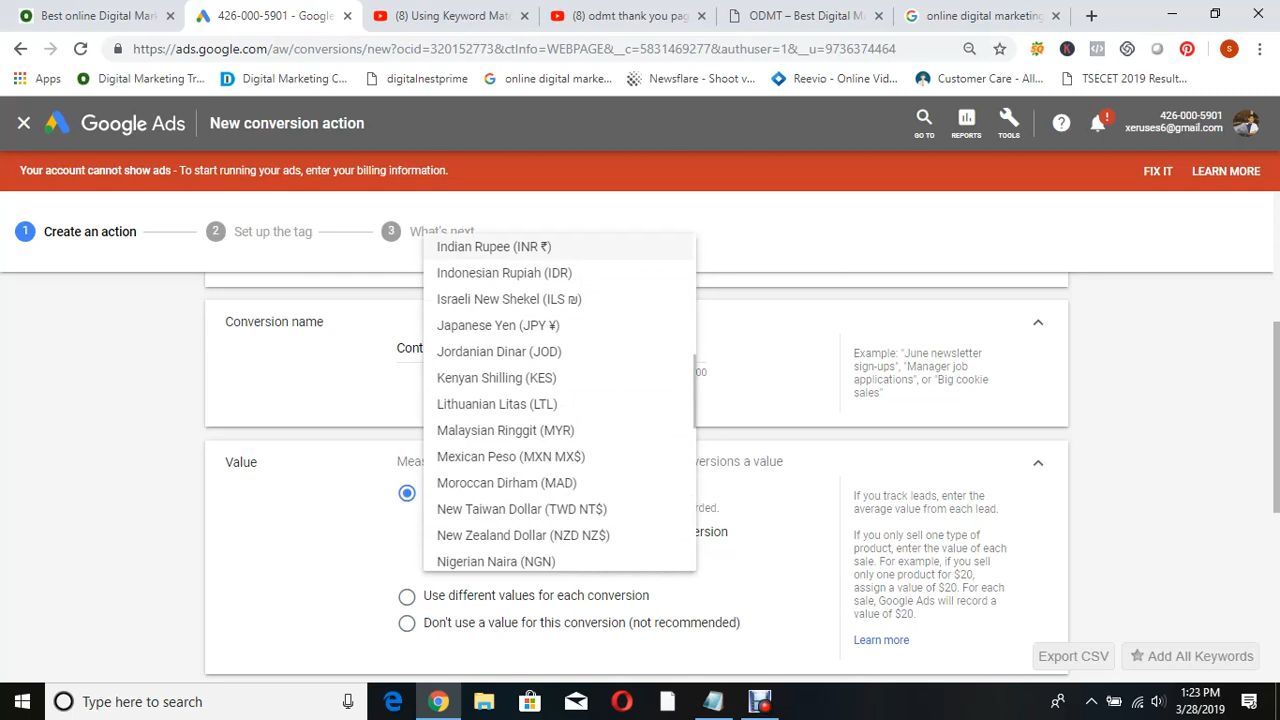 Best online Digital Mar
426-000-5901 - Google
(8) Using Keyword Mat
(8) odmt thank you pag
ODMT – Best Digital M
online digital marketing
https://ads.google.com/aw/conversions/new?ocid=320152773&ctInfo=WEBPAGE&__c=5831469277&authuser=1&__u=9736374464
Apps
Digital Marketing Tr...
Digital Marketing C...
digitalnestprime
online digital marke...
Newsflare - Shoot v...
Reevio - Online Vid...
Customer Care - Al...
TSECET 2019 Result...
Google Ads
New conversion action
GO TO
REPORTS
TOOLS
426-000-5901
xeruses6@gmail.com
Your account cannot show ads - To start running your ads, enter your billing information.
FIX IT
LEARN MORE
1 Create an action
2 Set up the tag
3 What's next
Indian Rupee (INR ₹)
Indonesian Rupiah (IDR)
Israeli New Shekel (ILS ₪)
Japanese Yen (JPY ¥)
Jordanian Dinar (JOD)
Kenyan Shilling (KES)
Lithuanian Litas (LTL)
Malaysian Ringgit (MYR)
Mexican Peso (MXN MX$)
Moroccan Dirham (MAD)
New Taiwan Dollar (TWD NT$)
New Zealand Dollar (NZD NZ$)
Nigerian Naira (NGN)
Conversion name
Cont
00
Example: "June newsletter
sign-ups", "Manager job
applications", or "Big cookie
sales"
Value
Meas
versions a value
rded.
ersion
Use different values for each conversion
Don't use a value for this conversion (not recommended)
If you track leads, enter the
average value from each lead.
If you only sell one type of
product, enter the value of each
sale. For example, if you sell
only one product for $20,
assign a value of $20. For each
sale, Google Ads will record a
value of $20.
Learn more
Export CSV
Add All Keywords
Type here to search
1:23 PM
3/28/2019